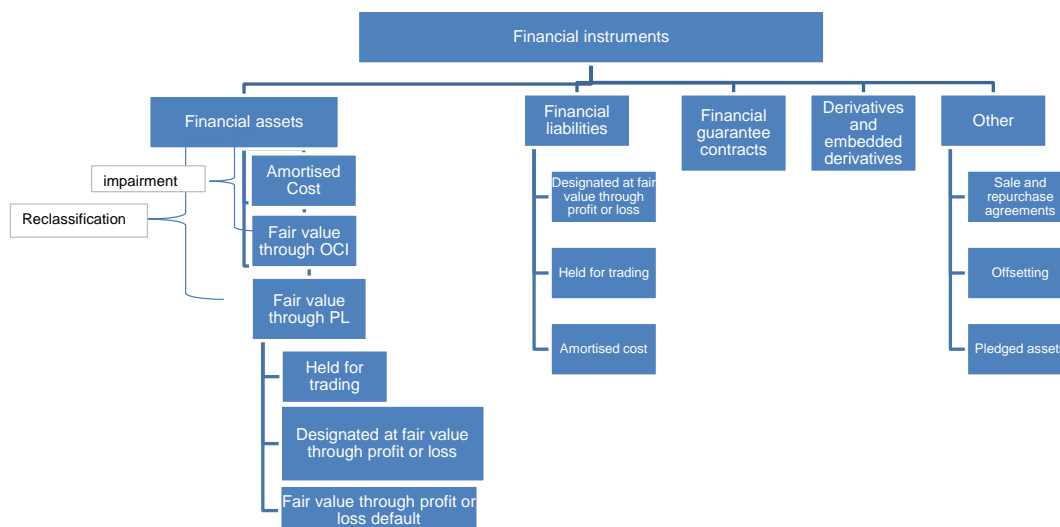 Financial instruments
Financial assets
Financial
liabilities
Financial
guarantee
contracts
Derivatives
and
embedded
derivatives
Other
impairment
Reclassification
Amortised
Cost
Fair value
through OCI
Fair value
through PL
Held for
trading
Designated at fair value
through profit or loss
Fair value through profit or
loss default
Designated at fair
value through
profit or loss
Held for trading
Amortised cost
Sale and
repurchase
agreements
Offsetting
Pledged assets